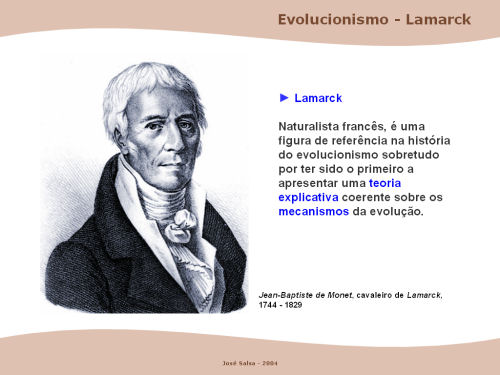 Evolucionismo - Lamarck
► Lamarck
Naturalista francês, é uma
figura de referência na história
do evolucionismo sobretudo
por ter sido o primeiro a
apresentar uma teoria
explicativa coerente sobre os
mecanismos da evolução.
Jean-Baptiste de Monet, cavaleiro de Lamarck,
1744 - 1829
José Salsa - 2004